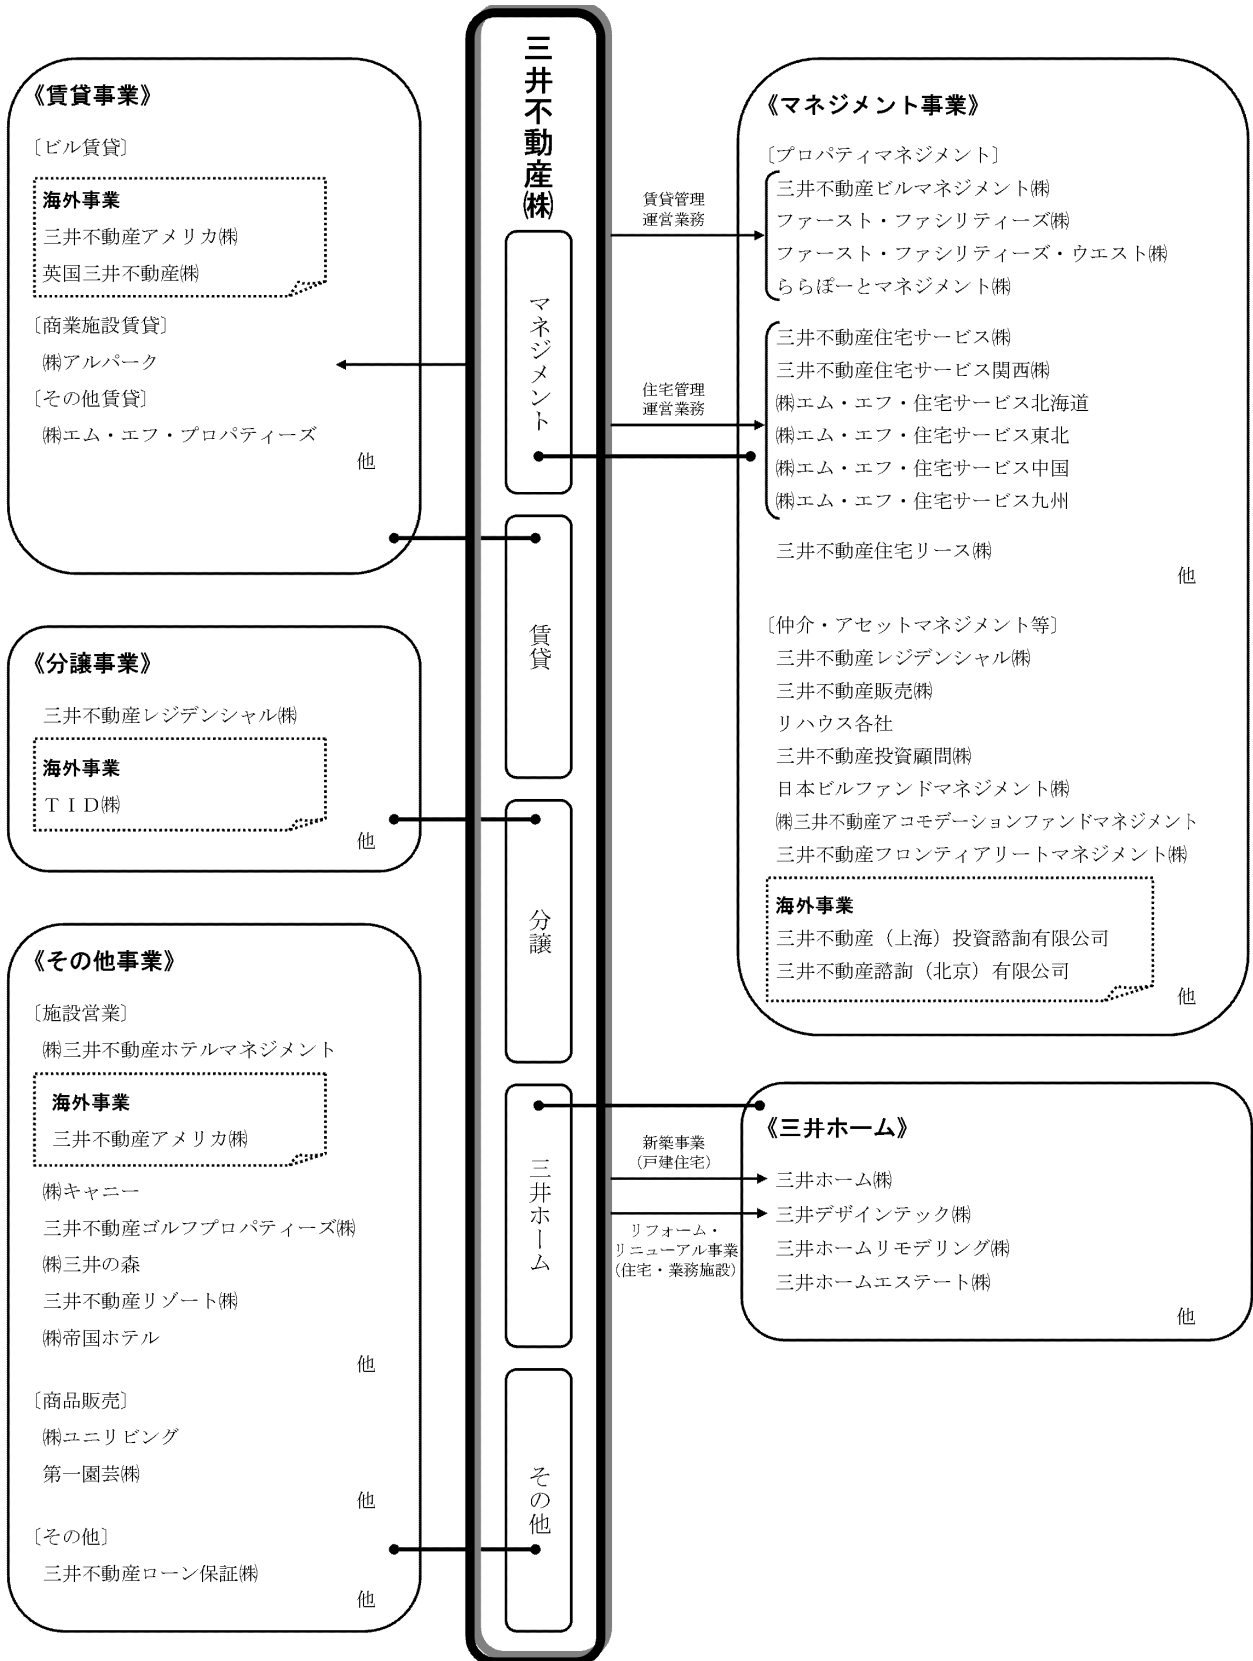 三井不動産㈱
マネジメント
賃貸
分譲
三井ホーム
その他
《賃貸事業》
〔ビル賃貸〕
海外事業
三井不動産アメリカ㈱
英国三井不動産㈱
〔商業施設賃貸〕
㈱アルパーク
〔その他賃貸〕
㈱エム・エフ・プロパティーズ
他
《分譲事業》
三井不動産レジデンシャル㈱
海外事業
ＴＩＤ㈱
他
《その他事業》
〔施設営業〕
㈱三井不動産ホテルマネジメント
海外事業
三井不動産アメリカ㈱
㈱キャニー
三井不動産ゴルフプロパティーズ㈱
㈱三井の森
三井不動産リゾート㈱
㈱帝国ホテル
他
〔商品販売〕
㈱ユニリビング
第一園芸㈱
他
〔その他〕
三井不動産ローン保証㈱
他
賃貸管理
運営業務
住宅管理
運営業務
《マネジメント事業》
〔プロパティマネジメント〕
三井不動産ビルマネジメント㈱
ファースト・ファシリティーズ㈱
ファースト・ファシリティーズ・ウエスト㈱
ららぽーとマネジメント㈱
三井不動産住宅サービス㈱
三井不動産住宅サービス関西㈱
㈱エム・エフ・住宅サービス北海道
㈱エム・エフ・住宅サービス東北
㈱エム・エフ・住宅サービス中国
㈱エム・エフ・住宅サービス九州
三井不動産住宅リース㈱
他
〔仲介・アセットマネジメント等〕
三井不動産レジデンシャル㈱
三井不動産販売㈱
リハウス各社
三井不動産投資顧問㈱
日本ビルファンドマネジメント㈱
㈱三井不動産アコモデーションファンドマネジメント
三井不動産フロンティアリートマネジメント㈱
海外事業
三井不動産（上海）投資諮詢有限公司
三井不動産諮詢（北京）有限公司
他
新築事業
（戸建住宅）
リフォーム・
リニューアル事業
（住宅・業務施設）
《三井ホーム》
三井ホーム㈱
三井デザインテック㈱
三井ホームリモデリング㈱
三井ホームエステート㈱
他